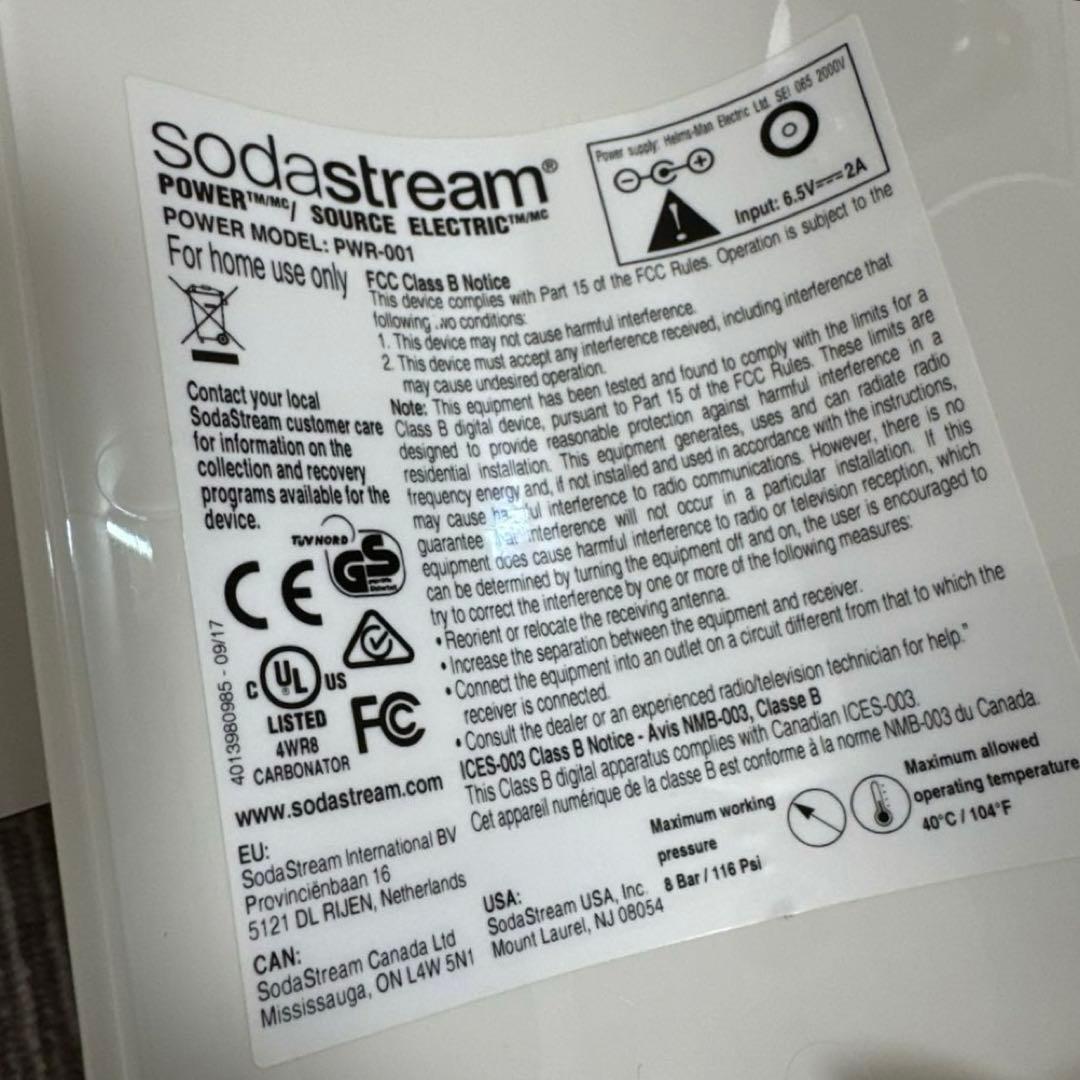 sodastream®
POWER™/MC / SOURCE ELECTRIC™/MC
POWER MODEL: PWR-001
For home use only
Power supply: Helms-Man Electric Ltd. SEI 065 2000V
Input: 6.5V 2A
FCC Class B Notice
This device complies with Part 15 of the FCC Rules. Operation is subject to the
following conditions:
1. This device may not cause harmful interference.
2. This device must accept any interference received, including interference that
may cause undesired operation.
Note: This equipment has been tested and found to comply with the limits for a
Class B digital device, pursuant to Part 15 of the FCC Rules. These limits are
designed to provide reasonable protection against harmful interference in a
residential installation. This equipment generates, uses and can radiate radio
frequency energy and, if not installed and used in accordance with the instructions,
may cause interference to radio communications. However, there is no
guarantee interference will not occur in a particular installation. If this
equipment does cause harmful interference to radio or television reception, which
can be determined by turning the equipment off and on, the user is encouraged to
try to correct the interference by one or more of the following measures:
• Reorient or relocate the receiving antenna.
• Increase the separation between the equipment and receiver.
• Connect the equipment into an outlet on a circuit different from that to which the
receiver is connected.
• Consult the dealer or an experienced radio/television technician for help."
ICES-003 Class B Notice - Avis NMB-003, Classe B
This Class B digital apparatus complies with Canadian ICES-003.
Cet appareil numérique de la classe B est conforme à la norme NMB-003 du Canada.
Contact your local
SodaStream customer care
for information on the
collection and recovery
programs available for the
device.
TÜV NORD
GS
CE
4013980985 - 09/17
C UL® US
LISTED
4WR8
CARBONATOR
FC
www.sodastream.com
EU:
SodaStream International BV
Provinciënbaan 16
5121 DL RIJEN, Netherlands
CAN:
SodaStream Canada Ltd
Mississauga, ON L4W 5N1
USA:
SodaStream USA, Inc.
Mount Laurel, NJ 08054
Maximum working
pressure
8 Bar / 116 Psi
Maximum allowed
operating temperature
40°C / 104°F